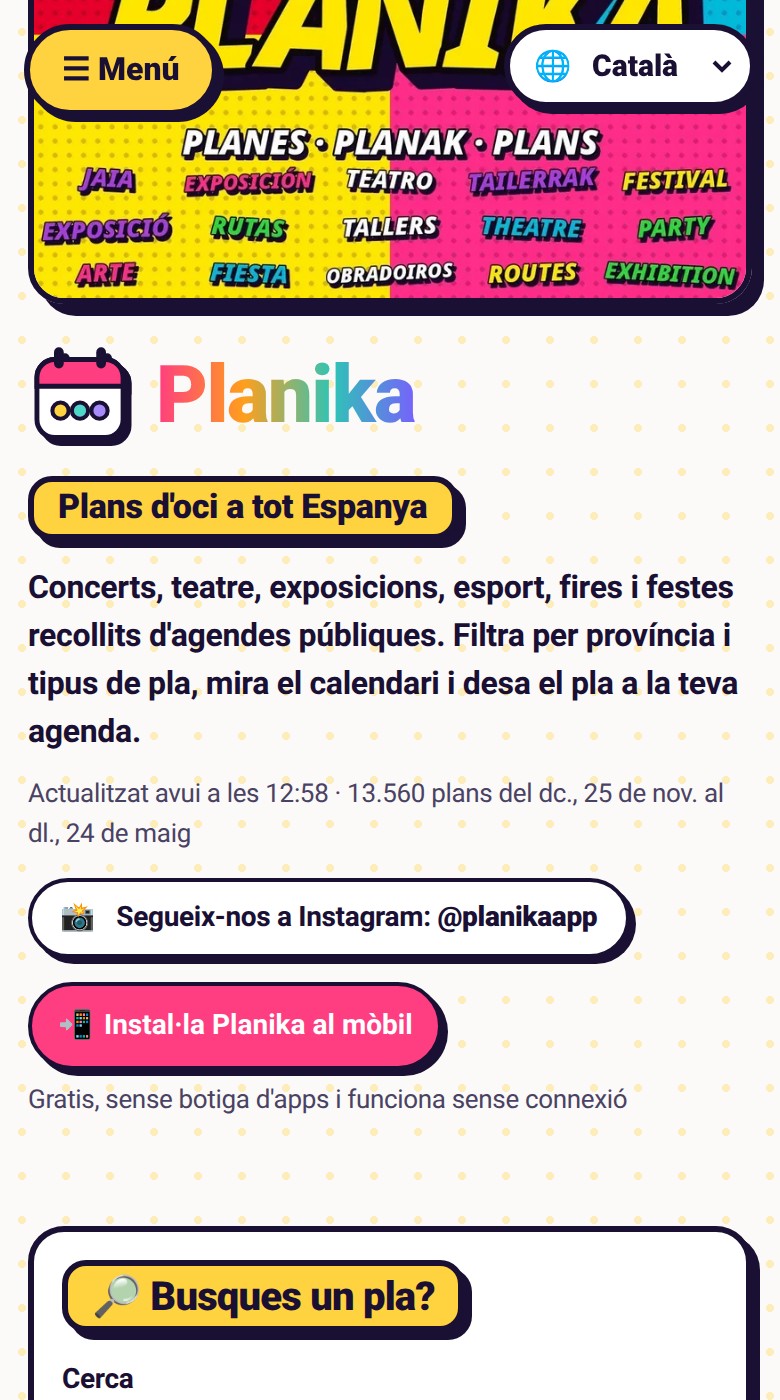 PLANIKA
☰ Menú
🌐 Català
PLANES · PLANAK · PLANS
JAIA EXPOSICIÓN TEATRO TAILERRAK FESTIVAL
EXPOSICIÓ RUTAS TALLERS THEATRE PARTY
ARTE FIESTA OBRADOIROS ROUTES EXHIBITION
Planika
Plans d'oci a tot Espanya
Concerts, teatre, exposicions, esport, fires i festes
recollits d'agendes públiques. Filtra per província i
tipus de pla, mira el calendari i desa el pla a la teva
agenda.
Actualitzat avui a les 12:58 · 13.560 plans del dc., 25 de nov. al
dl., 24 de maig
📸 Segueix-nos a Instagram: @planikaapp
📲 Instal·la Planika al mòbil
Gratis, sense botiga d'apps i funciona sense connexió
🔎 Busques un pla?
Cerca